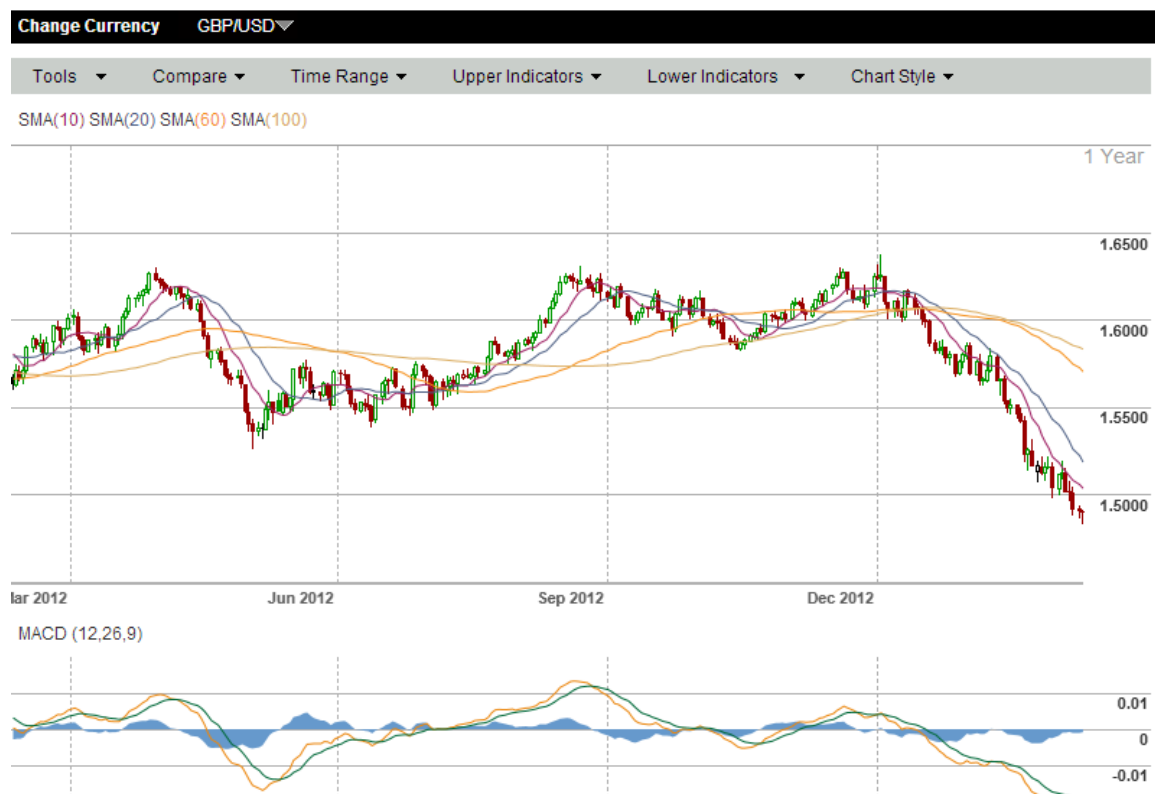 Change Currency GBP/USD
Tools Compare Time Range Upper Indicators Lower Indicators Chart Style
SMA(10) SMA(20) SMA(60) SMA(100)
1 Year
1.6500
1.6000
1.5500
1.5000
lar 2012 Jun 2012 Sep 2012 Dec 2012
MACD (12,26,9)
0.01
0
-0.01